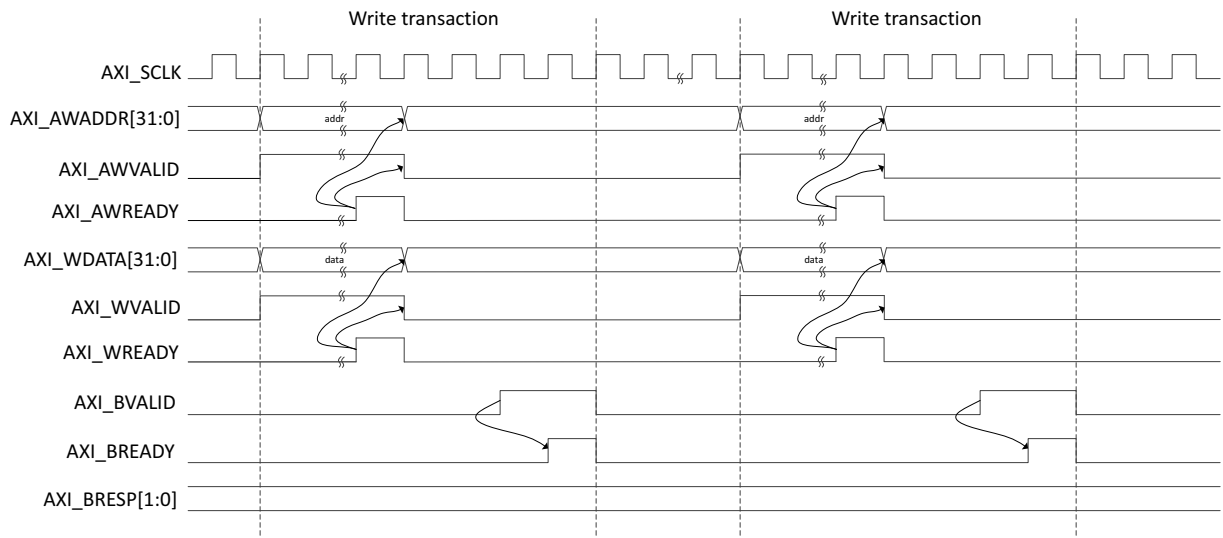 Write transaction Write transaction
AXI_SCLK
AXI_AWADDR[31:0] addr addr
AXI_AWVALID
AXI_AWREADY
AXI_WDATA[31:0] data data
AXI_WVALID
AXI_WREADY
AXI_BVALID
AXI_BREADY
AXI_BRESP[1:0]